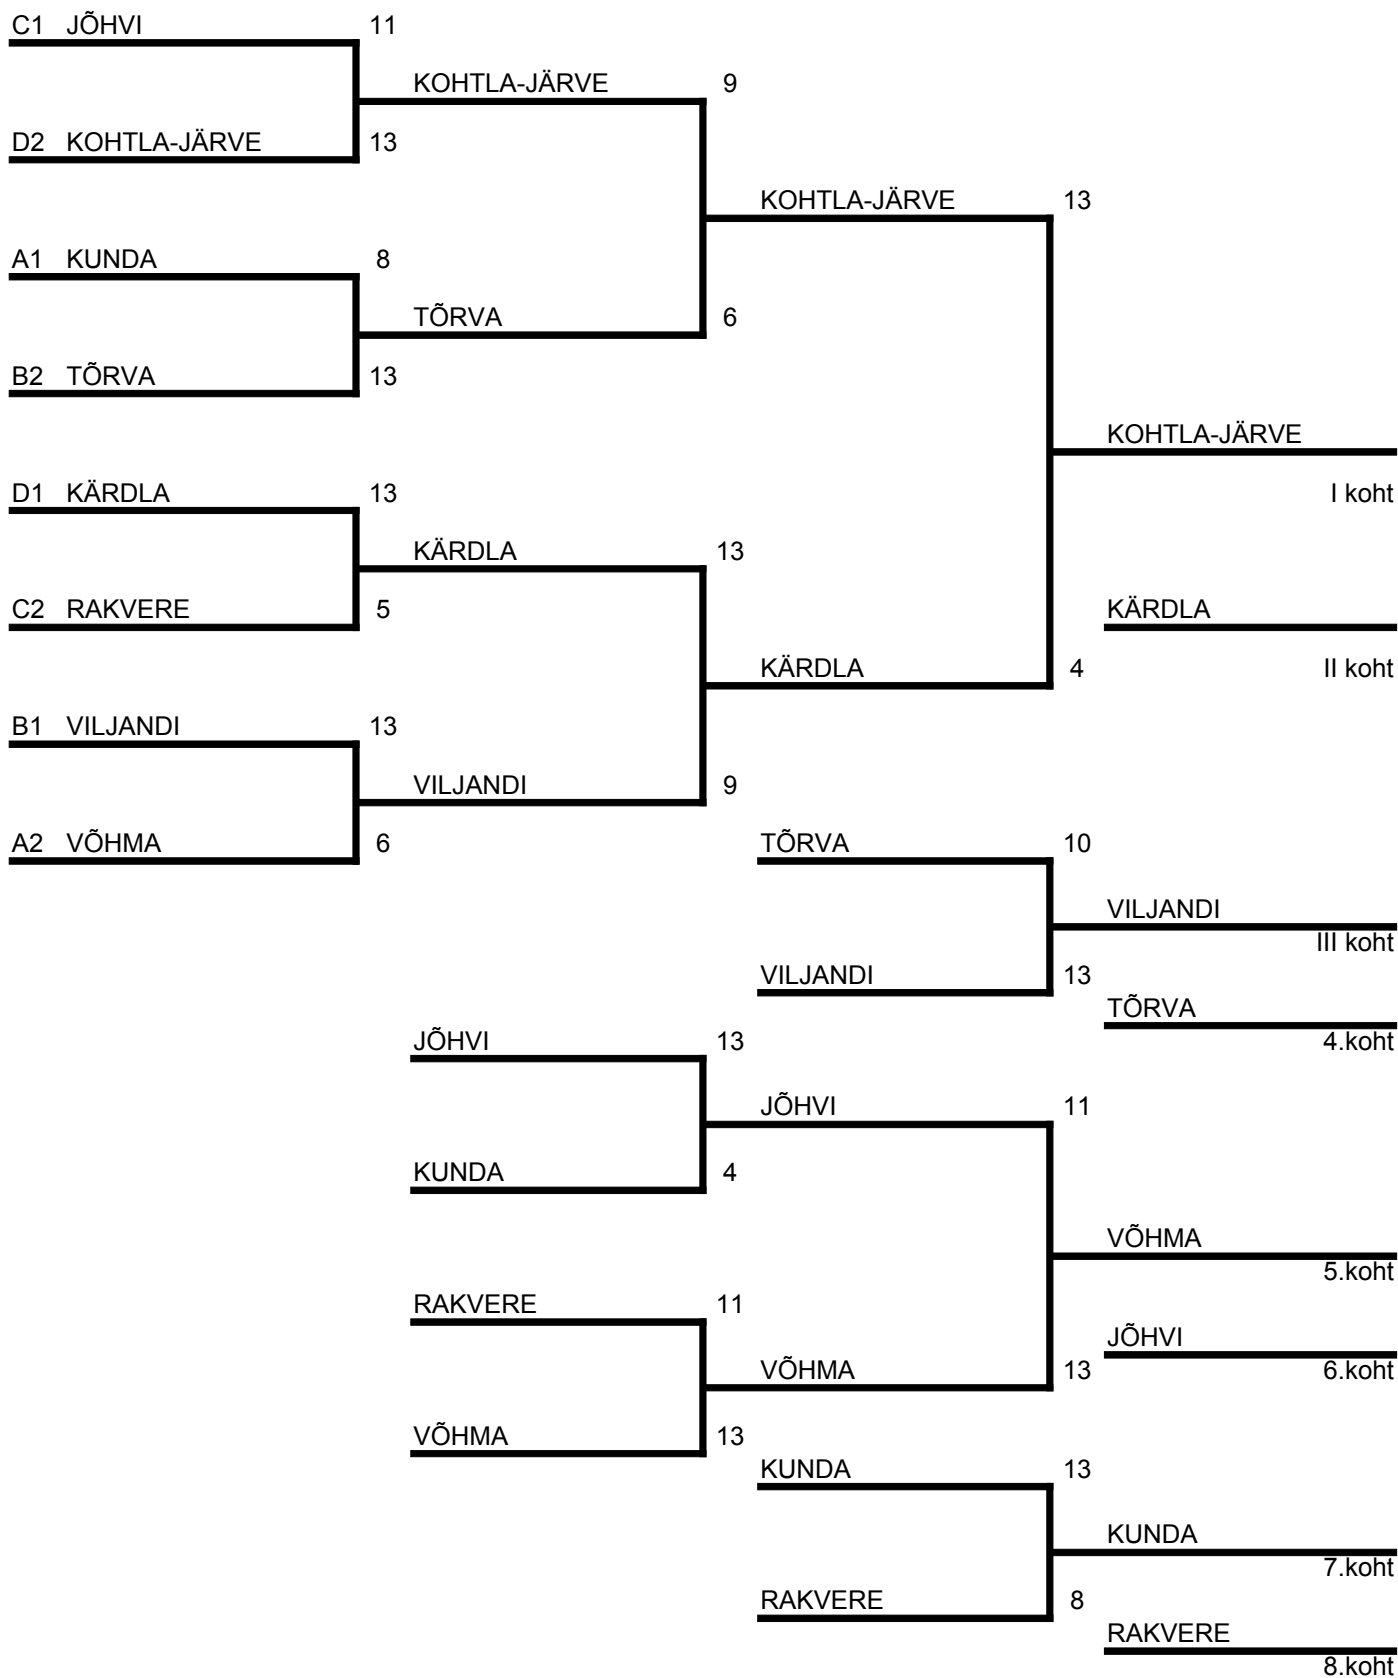 C1 JÕHVI 11
KOHTLA-JÄRVE 9
D2 KOHTLA-JÄRVE 13
KOHTLA-JÄRVE 13
A1 KUNDA 8
TÕRVA 6
B2 TÕRVA 13
KOHTLA-JÄRVE
D1 KÄRDLA 13
I koht
KÄRDLA 13
C2 RAKVERE 5
KÄRDLA
KÄRDLA 4
II koht
B1 VILJANDI 13
VILJANDI 9
A2 VÕHMA 6
TÕRVA 10
VILJANDI
III koht
VILJANDI 13
TÕRVA
4.koht
JÕHVI 13
JÕHVI 11
KUNDA 4
VÕHMA
5.koht
RAKVERE 11
JÕHVI
6.koht
VÕHMA 13
VÕHMA 13
KUNDA 13
KUNDA
7.koht
RAKVERE 8
RAKVERE
8.koht